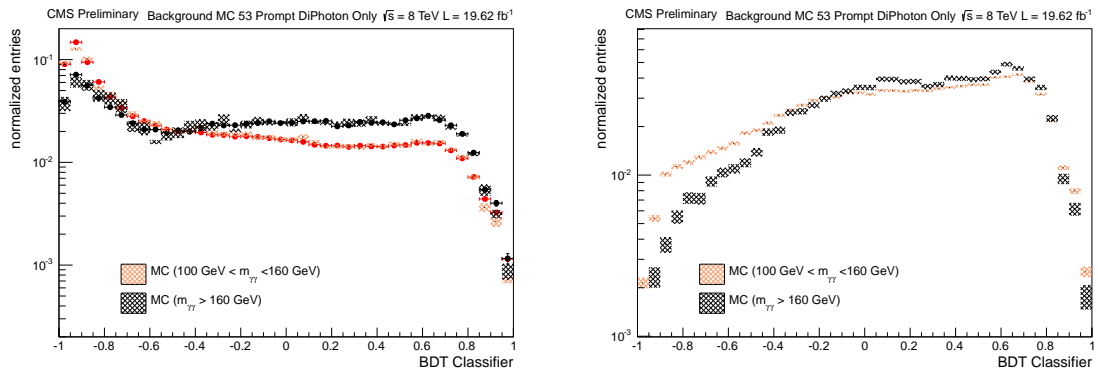 CMS Preliminary Background MC 53 Prompt DiPhoton Only √s = 8 TeV L = 19.62 fb⁻¹
normalized entries
10⁻¹
10⁻²
10⁻³
MC (100 GeV < mγγ <160 GeV)
MC (mγγ > 160 GeV)
-1 -0.8 -0.6 -0.4 -0.2 0 0.2 0.4 0.6 0.8 1
BDT Classifier
CMS Preliminary Background MC 53 Prompt DiPhoton Only √s = 8 TeV L = 19.62 fb⁻¹
normalized entries
10⁻²
10⁻³
MC (100 GeV < mγγ <160 GeV)
MC (mγγ > 160 GeV)
-1 -0.8 -0.6 -0.4 -0.2 0 0.2 0.4 0.6 0.8 1
BDT Classifier